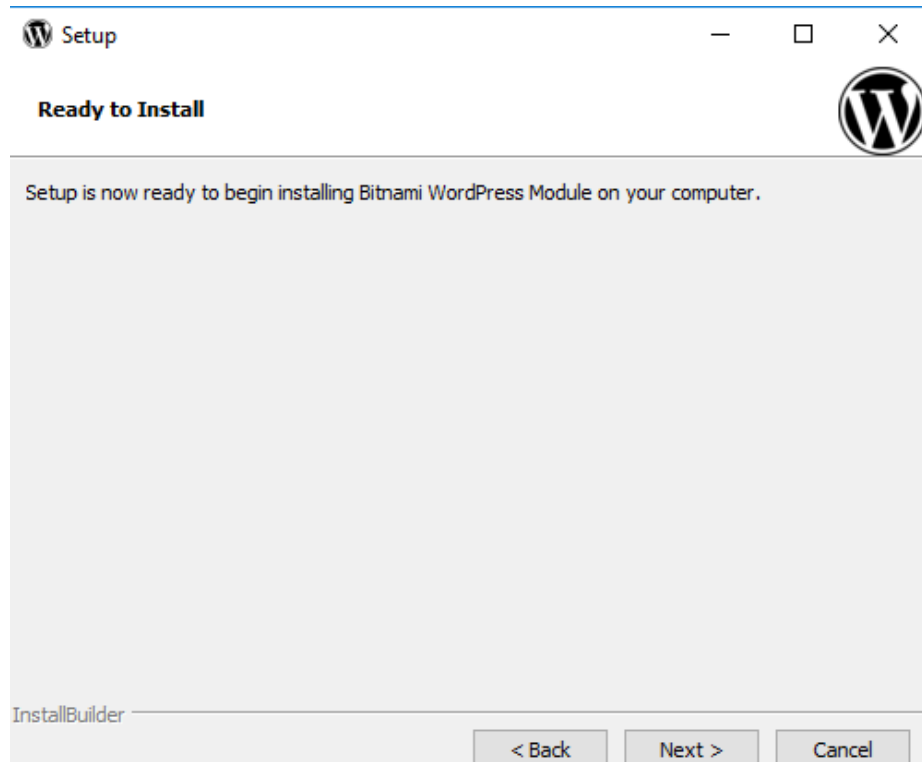 Setup
Ready to Install
Setup is now ready to begin installing Bitnami WordPress Module on your computer.
InstallBuilder
< Back Next > Cancel